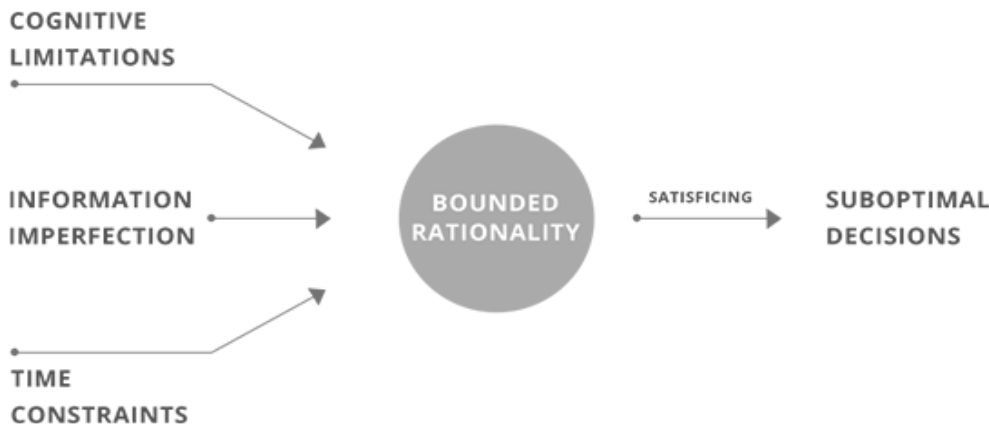 COGNITIVE
LIMITATIONS
INFORMATION
IMPERFECTION
TIME
CONSTRAINTS
BOUNDED
RATIONALITY
SATISFICING
SUBOPTIMAL
DECISIONS